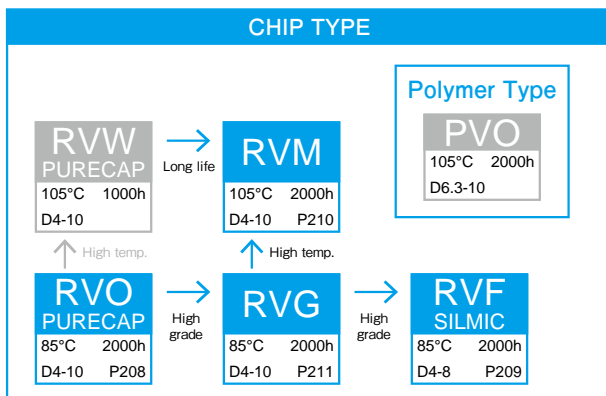 CHIP TYPE
Polymer Type
PVO
105°C 2000h
D6.3-10
RVW
PURECAP
105°C 1000h
D4-10
Long life
RVM
105°C 2000h
D4-10 P210
High temp.
High temp.
RVO
PURECAP
85°C 2000h
D4-10 P208
High
grade
RVG
85°C 2000h
D4-10 P211
High
grade
RVF
SILMIC
85°C 2000h
D4-8 P209